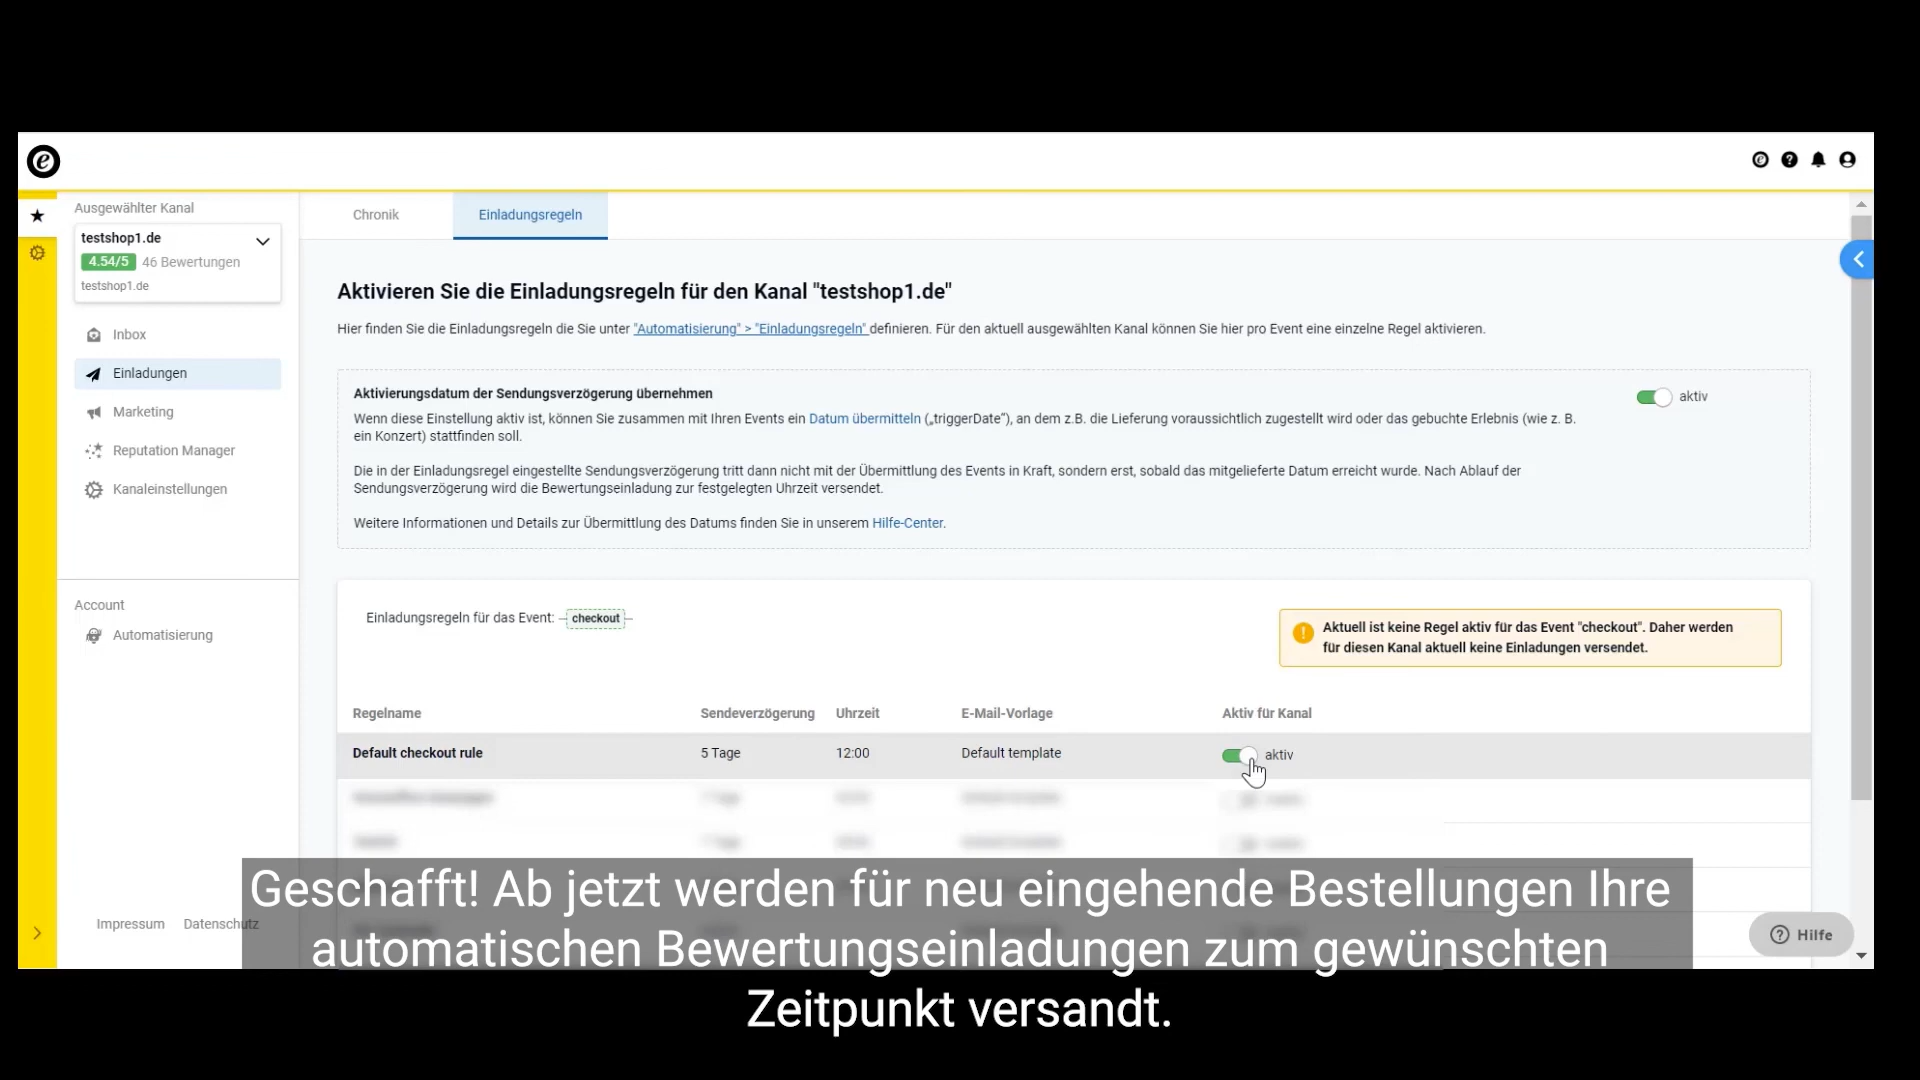 e
Ausgewählter Kanal
testshop1.de
4.54/5 46 Bewertungen
testshop1.de
Inbox
Einladungen
Marketing
Reputation Manager
Kanaleinstellungen
Account
Automatisierung
Impressum Datenschutz
Chronik Einladungsregeln
Aktivieren Sie die Einladungsregeln für den Kanal "testshop1.de"
Hier finden Sie die Einladungsregeln die Sie unter "Automatisierung" > "Einladungsregeln" definieren. Für den aktuell ausgewählten Kanal können Sie hier pro Event eine einzelne Regel aktivieren.
Aktivierungsdatum der Sendungsverzögerung übernehmen
aktiv
Wenn diese Einstellung aktiv ist, können Sie zusammen mit Ihren Events ein Datum übermitteln („triggerDate“), an dem z.B. die Lieferung voraussichtlich zugestellt wird oder das gebuchte Erlebnis (wie z. B.
ein Konzert) stattfinden soll.
Die in der Einladungsregel eingestellte Sendungsverzögerung tritt dann nicht mit der Übermittlung des Events in Kraft, sondern erst, sobald das mitgelieferte Datum erreicht wurde. Nach Ablauf der
Sendungsverzögerung wird die Bewertungseinladung zur festgelegten Uhrzeit versendet.
Weitere Informationen und Details zur Übermittlung des Datums finden Sie in unserem Hilfe-Center.
Einladungsregeln für das Event: checkout
Aktuell ist keine Regel aktiv für das Event "checkout". Daher werden
für diesen Kanal aktuell keine Einladungen versendet.
Regelname Sendeverzögerung Uhrzeit E-Mail-Vorlage Aktiv für Kanal
Default checkout rule 5 Tage 12:00 Default template aktiv
Hilfe
Geschafft! Ab jetzt werden für neu eingehende Bestellungen Ihre
automatischen Bewertungseinladungen zum gewünschten
Zeitpunkt versandt.